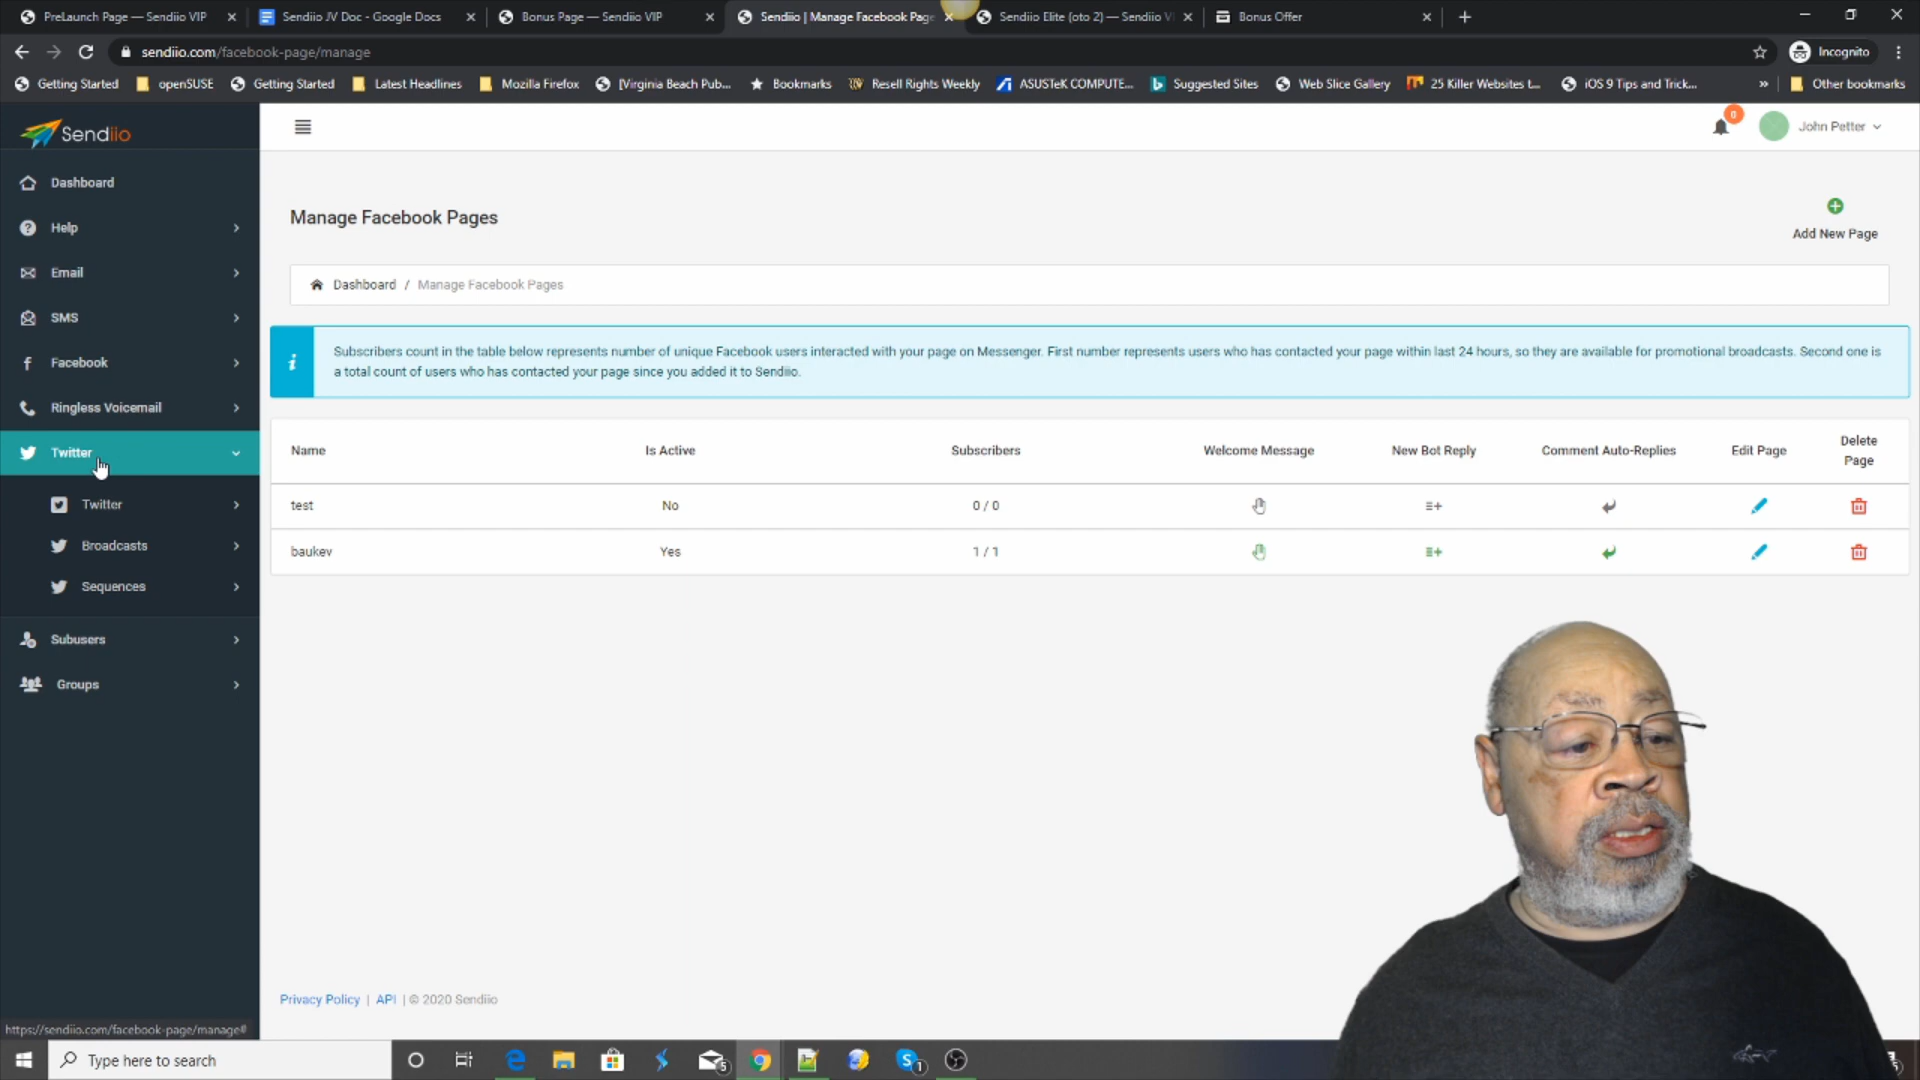 PreLaunch Page — Sendiio VIP
Sendiio JV Doc - Google Docs
Bonus Page — Sendiio VIP
Sendiio | Manage Facebook Page
Sendiio Elite (oto 2) — Sendiio VI
Bonus Offer
sendiio.com/facebook-page/manage
Incognito
Getting Started
openSUSE
Getting Started
Latest Headlines
Mozilla Firefox
[Virginia Beach Pub...
Bookmarks
Resell Rights Weekly
ASUSTeK COMPUTE...
Suggested Sites
Web Slice Gallery
25 Killer Websites t...
iOS 9 Tips and Trick...
»
Other bookmarks
Sendiio
0
John Petter
Dashboard
Help
Email
SMS
Facebook
Ringless Voicemail
Twitter
Twitter
Broadcasts
Sequences
Subusers
Groups
Manage Facebook Pages
Add New Page
Dashboard / Manage Facebook Pages
Subscribers count in the table below represents number of unique Facebook users interacted with your page on Messenger. First number represents users who has contacted your page within last 24 hours, so they are available for promotional broadcasts. Second one is
a total count of users who has contacted your page since you added it to Sendiio.
Name Is Active Subscribers Welcome Message New Bot Reply Comment Auto-Replies Edit Page Delete Page
test No 0 / 0
baukev Yes 1 / 1
Privacy Policy | API | © 2020 Sendiio
https://sendiio.com/facebook-page/manage#
Type here to search
5
1